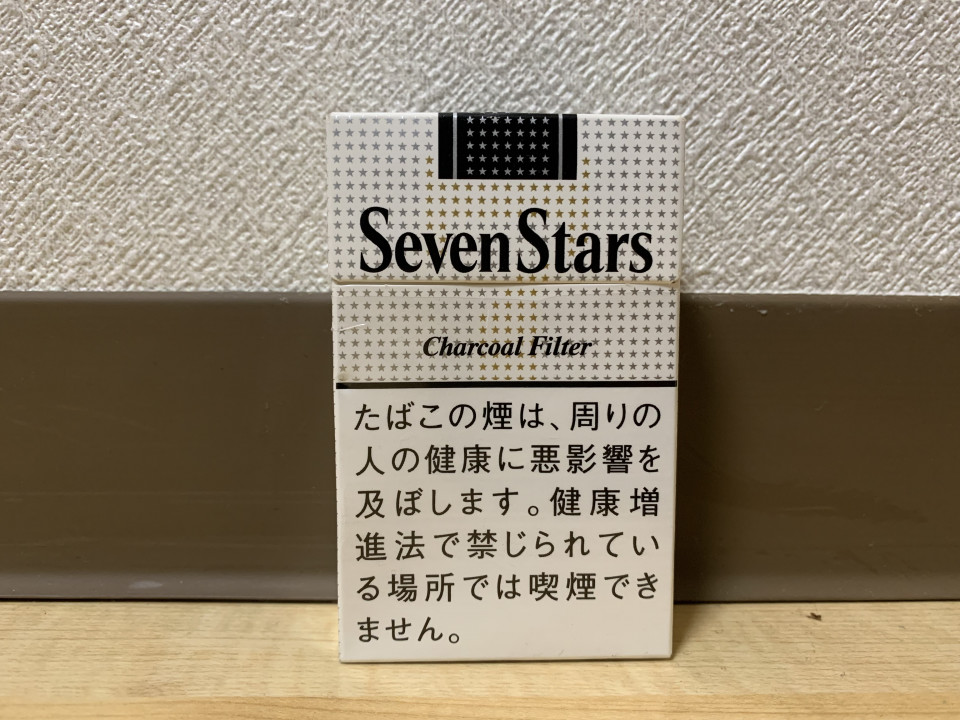 Seven Stars
Charcoal Filter
たばこの煙は、周りの
人の健康に悪影響を
及ぼします。健康増
進法で禁じられてい
る場所では喫煙でき
ません。